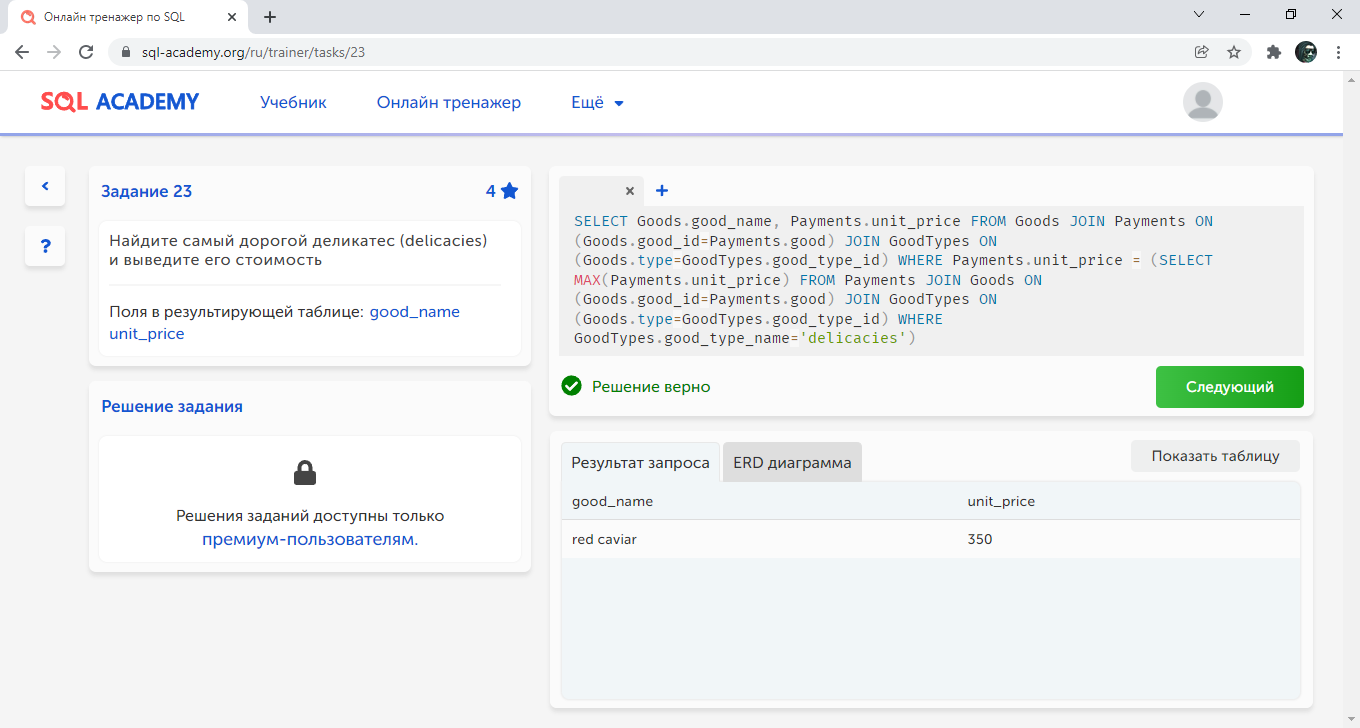 Онлайн тренажер по SQL
sql-academy.org/ru/trainer/tasks/23
SQL ACADEMY
Учебник
Онлайн тренажер
Ещё
Задание 23
4
Найдите самый дорогой деликатес (delicacies)
и выведите его стоимость
Поля в результирующей таблице: good_name
unit_price
Решение задания
Решения заданий доступны только
премиум-пользователям.
SELECT Goods.good_name, Payments.unit_price FROM Goods JOIN Payments ON
(Goods.good_id=Payments.good) JOIN GoodTypes ON
(Goods.type=GoodTypes.good_type_id) WHERE Payments.unit_price = (SELECT
MAX(Payments.unit_price) FROM Payments JOIN Goods ON
(Goods.good_id=Payments.good) JOIN GoodTypes ON
(Goods.type=GoodTypes.good_type_id) WHERE
GoodTypes.good_type_name='delicacies')
Решение верно
Следующий
Результат запроса
ERD диаграмма
Показать таблицу
good_name unit_price
red caviar 350